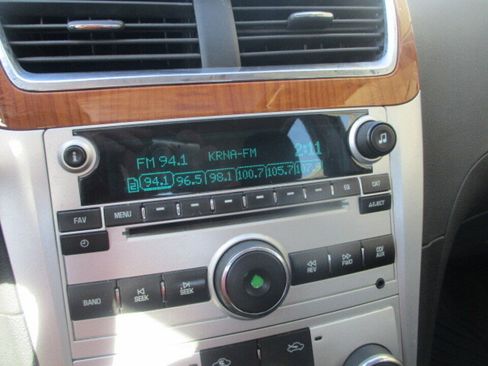 FM 94.1 KRNA-FM 2:11
2 94.1 96.5 98.1 100.7 105.7
FAV MENU EQ CAT
EJECT
REV FWD AUX
BAND SEEK SEEK